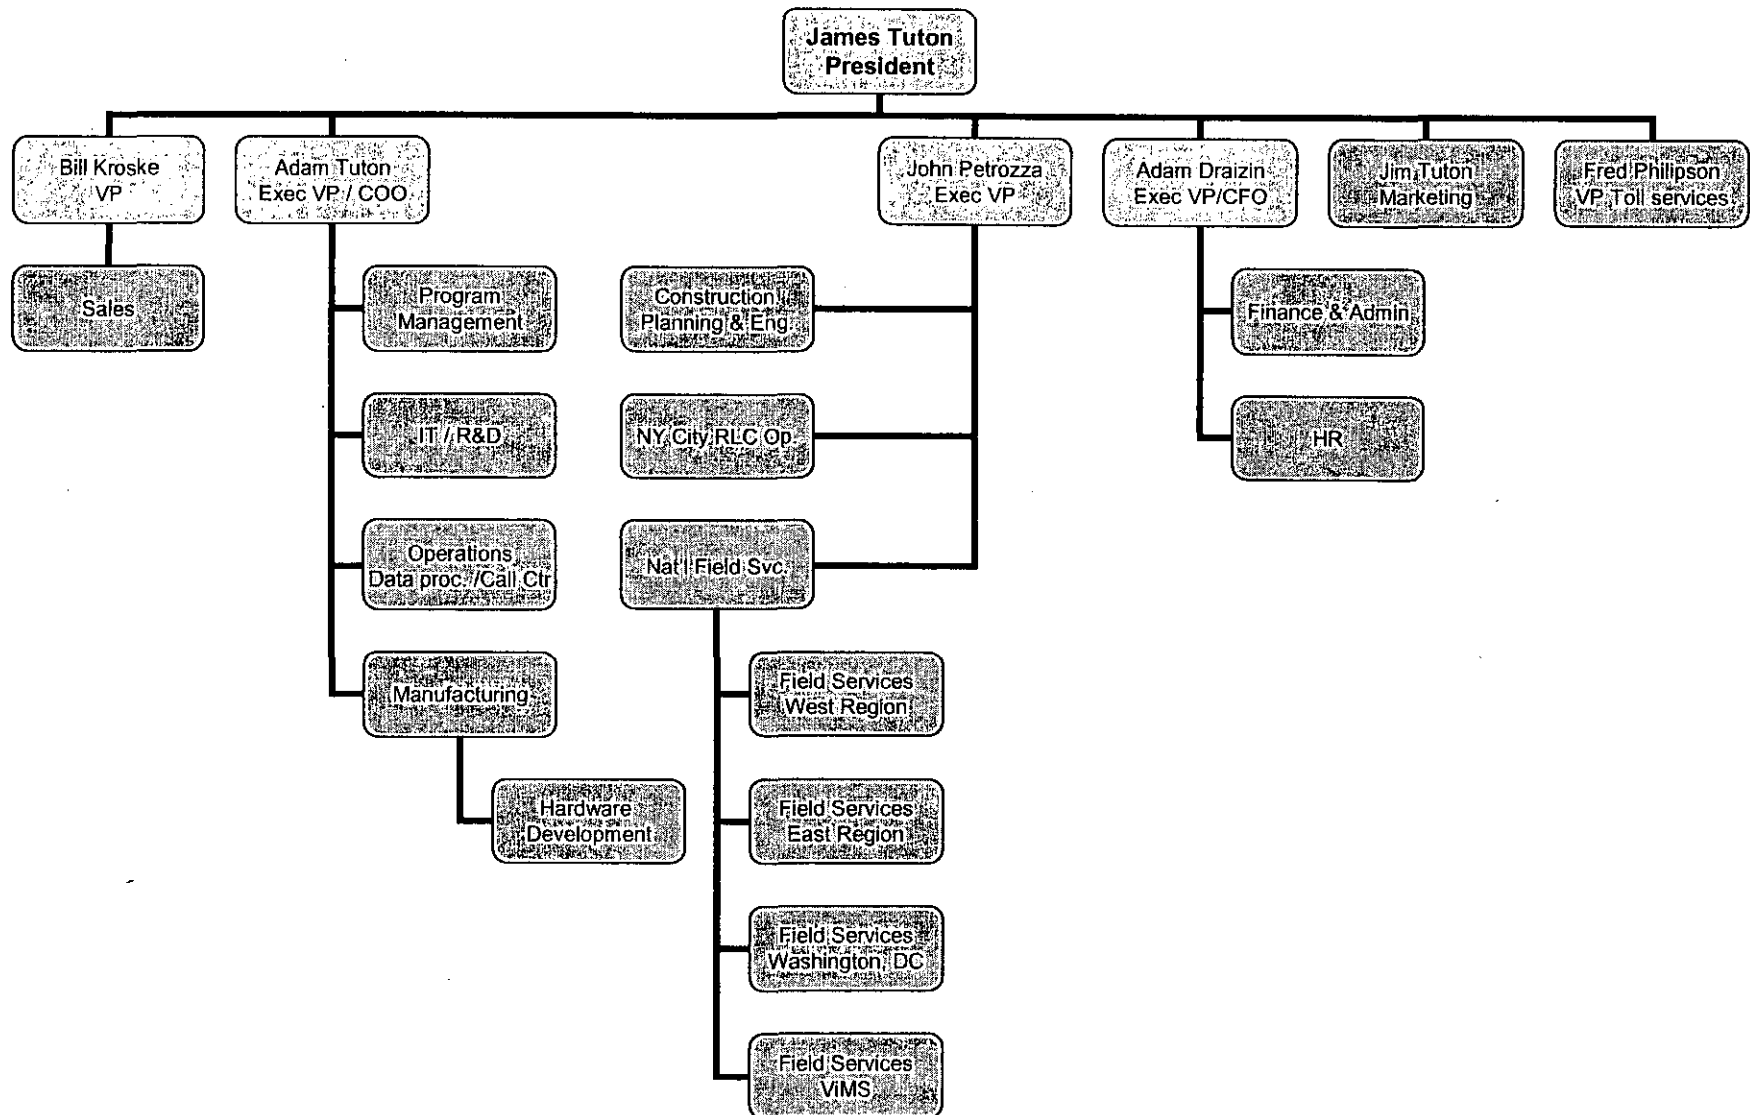 James Tuton
President
Bill Kroske
VP
Adam Tuton
Exec VP / COO
John Petrozza
Exec VP
Adam Draizin
Exec VP/CFO
Jim Tuton
Marketing
Fred Philipson
VP Toll services
Sales
Program
Management
Construction
Planning & Eng.
Finance & Admin
IT / R&D
NY City RLC Op.
HR
Operations
Data proc. /Call Ctr
Nat'l Field Svc.
Manufacturing
Field Services
West Region
Hardware
Development
Field Services
East Region
Field Services
Washington, DC
Field Services
ViMS